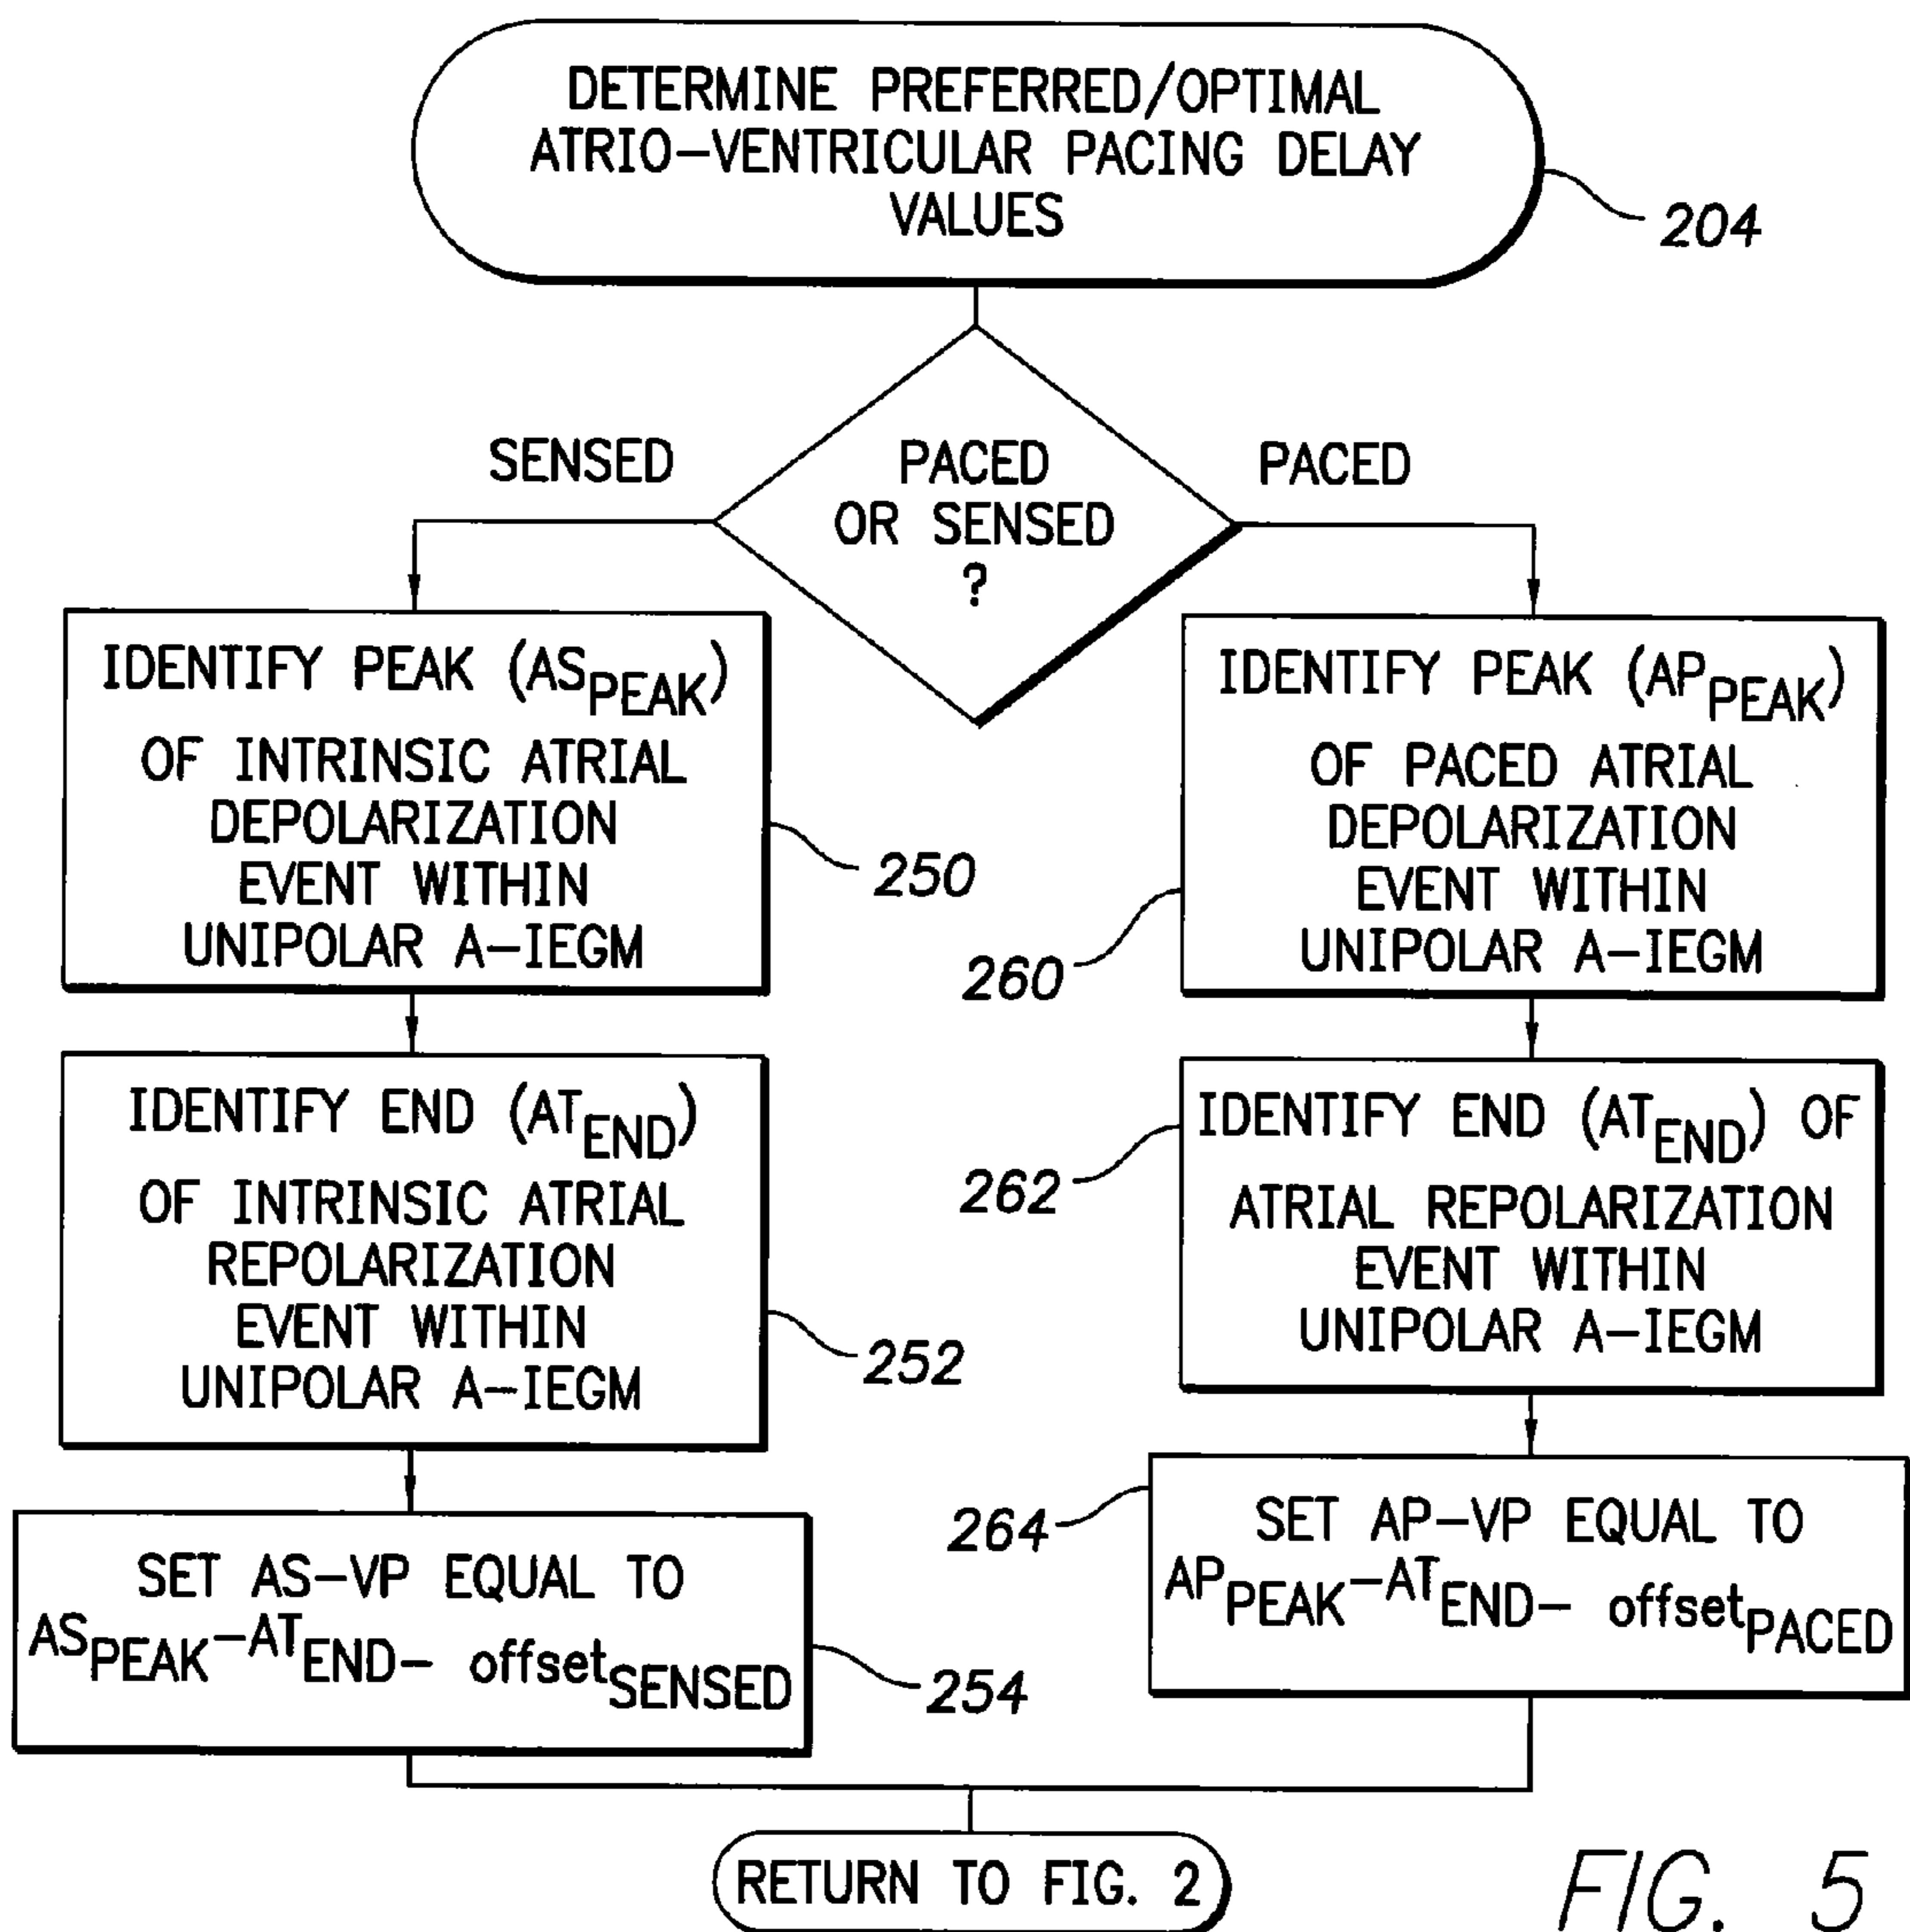 DETERMINE PREFERRED/OPTIMAL
ATRIO-VENTRICULAR PACING DELAY
VALUES
204
PACED
OR SENSED
?
SENSED
PACED
IDENTIFY PEAK (ASPEAK)
OF INTRINSIC ATRIAL
DEPOLARIZATION
EVENT WITHIN
UNIPOLAR A-IEGM
250
IDENTIFY END (ATEND)
OF INTRINSIC ATRIAL
REPOLARIZATION
EVENT WITHIN
UNIPOLAR A-IEGM
252
SET AS-VP EQUAL TO
ASPEAK-ATEND- offsetSENSED
254
IDENTIFY PEAK (APPEAK)
OF PACED ATRIAL
DEPOLARIZATION
EVENT WITHIN
UNIPOLAR A-IEGM
260
IDENTIFY END (ATEND) OF
ATRIAL REPOLARIZATION
EVENT WITHIN
UNIPOLAR A-IEGM
262
SET AP-VP EQUAL TO
APPEAK-ATEND- offsetPACED
264
RETURN TO FIG. 2
FIG. 5